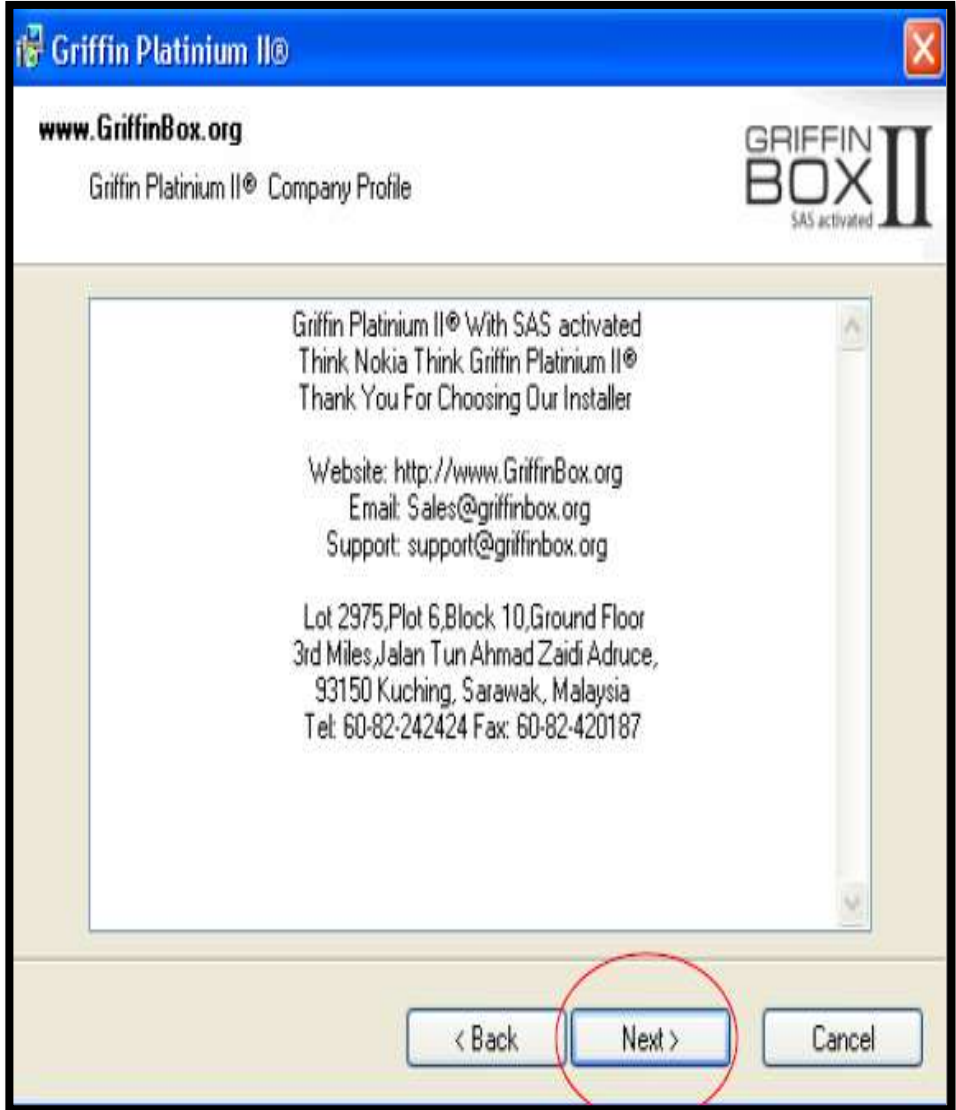 Griffin Platinium II®
www.GriffinBox.org
Griffin Platinium II® Company Profile
GRIFFIN
BOX II
SAS activated
Griffin Platinium II® With SAS activated
Think Nokia Think Griffin Platinium II®
Thank You For Choosing Our Installer
Website: http://www.GriffinBox.org
Email: Sales@griffinbox.org
Support: support@griffinbox.org
Lot 2975,Plot 6,Block 10,Ground Floor
3rd Miles,Jalan Tun Ahmad Zaidi Adruce,
93150 Kuching, Sarawak, Malaysia
Tel: 60-82-242424 Fax: 60-82-420187
< Back Next > Cancel